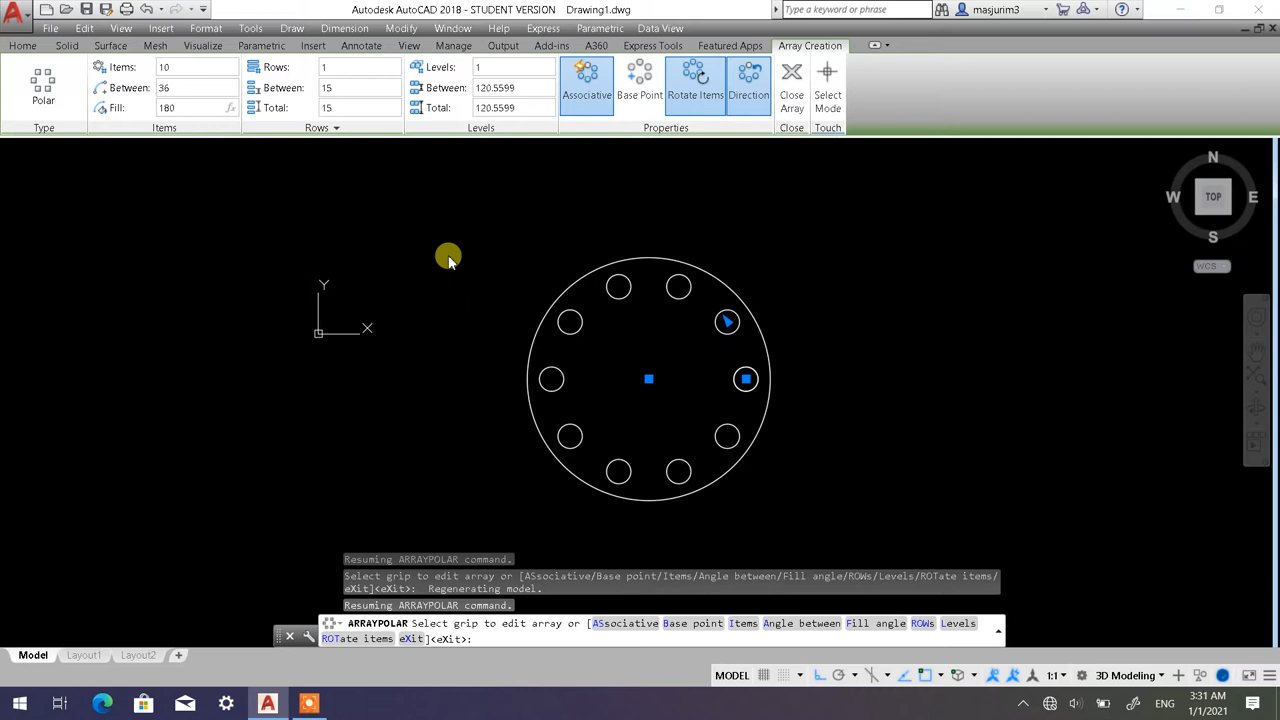 Autodesk AutoCAD 2018 - STUDENT VERSION Drawing1.dwg
Type a keyword or phrase
masjurim3
File Edit View Insert Format Tools Draw Dimension Modify Window Help Express Parametric Data View
Home Solid Surface Mesh Visualize Parametric Insert Annotate View Manage Output Add-ins A360 Express Tools Featured Apps Array Creation
Items: 10 Rows: 1 Levels: 1
Between: 36 Between: 15 Between: 120.5599
Fill: 180 fx Total: 15 Total: 120.5599
Polar
Associative Base Point Rotate Items Direction
Close Array
Select Mode
Type Items Rows Levels Properties Close Touch
N
W TOP E
S
WCS
Y
X
Resuming ARRAYPOLAR command.
Select grip to edit array or [ASsociative/Base point/Items/Angle between/Fill angle/ROWs/Levels/ROTate items/
eXit]<eXit>: Regenerating model.
Resuming ARRAYPOLAR command.
ARRAYPOLAR Select grip to edit array or [ASsociative Base point Items Angle between Fill angle ROWs Levels
ROTate items eXit]<eXit>:
Model Layout1 Layout2 +
MODEL 1:1 3D Modeling
ENG 3:31 AM
1/1/2021